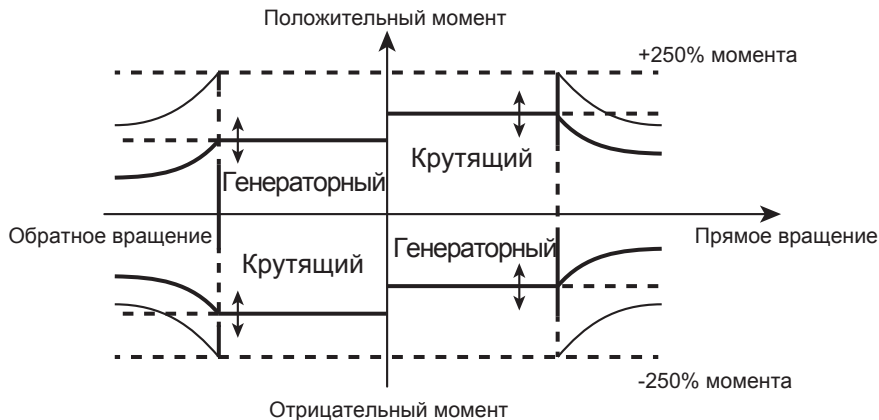 Положительный момент
+250% момента
Крутящий
Генераторный
Обратное вращение
Генераторный
Прямое вращение
Крутящий
-250% момента
Отрицательный момент